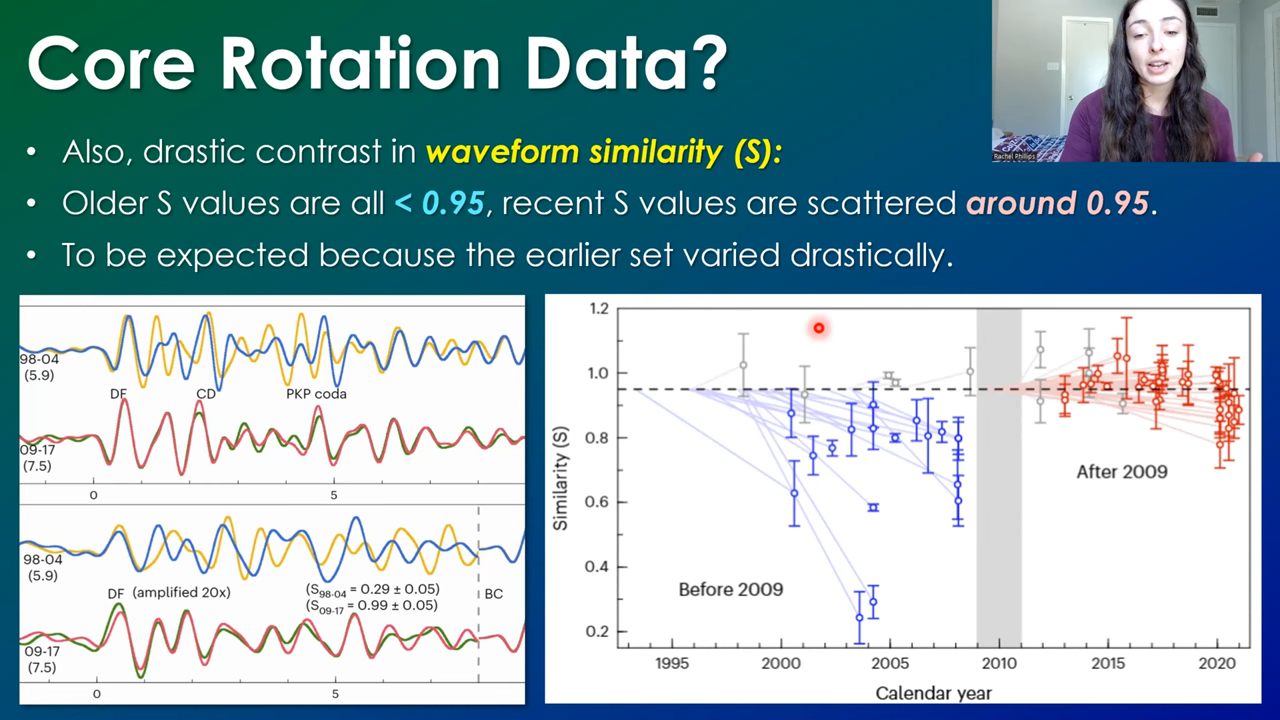 Core Rotation Data?
Rachel Phillips
• Also, drastic contrast in waveform similarity (S):
• Older S values are all < 0.95, recent S values are scattered around 0.95.
• To be expected because the earlier set varied drastically.
98-04
(5.9)
DF CD PKP coda
09-17
(7.5)
0 5
98-04
(5.9)
DF (amplified 20x) (S98-04 = 0.29 ± 0.05) BC
(S09-17 = 0.99 ± 0.05)
09-17
(7.5)
0 5
1.2
1.0
0.8
0.6
0.4
0.2
Similarity (S)
After 2009
Before 2009
1995 2000 2005 2010 2015 2020
Calendar year